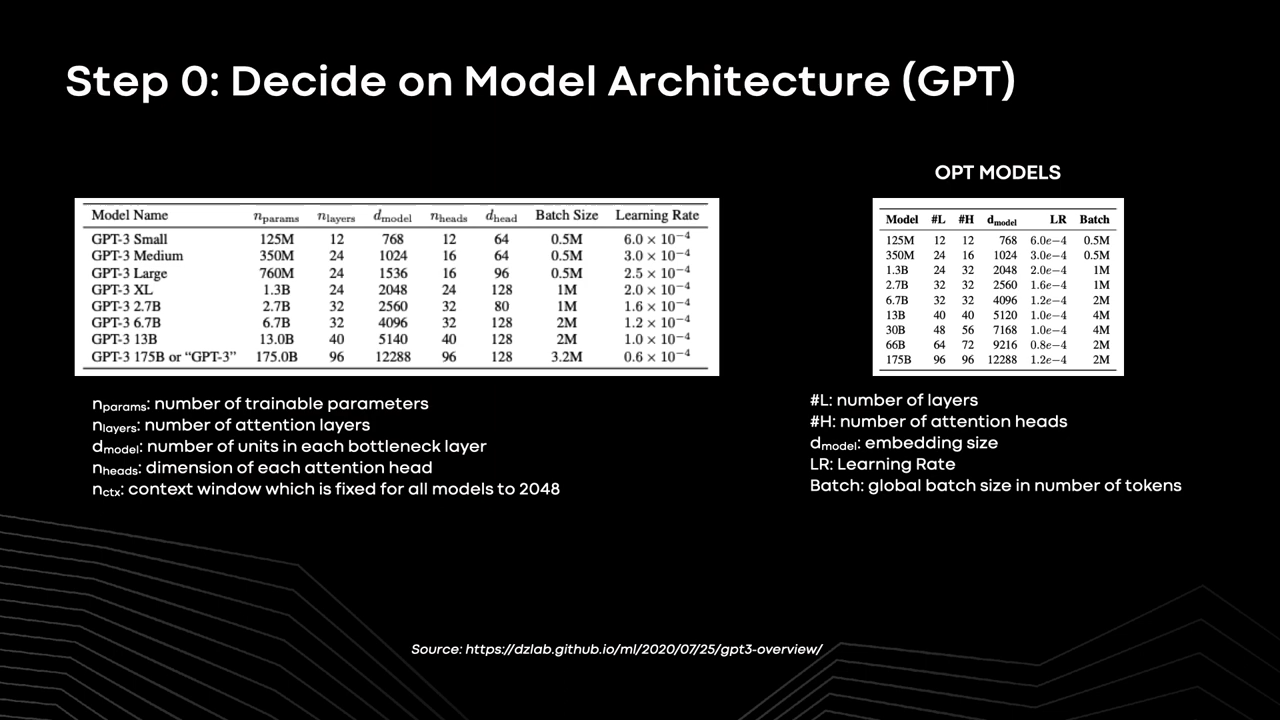 Step 0: Decide on Model Architecture (GPT)
Model Name n_params n_layers d_model n_heads d_head Batch Size Learning Rate
GPT-3 Small 125M 12 768 12 64 0.5M 6.0 × 10⁻⁴
GPT-3 Medium 350M 24 1024 16 64 0.5M 3.0 × 10⁻⁴
GPT-3 Large 760M 24 1536 16 96 0.5M 2.5 × 10⁻⁴
GPT-3 XL 1.3B 24 2048 24 128 1M 2.0 × 10⁻⁴
GPT-3 2.7B 2.7B 32 2560 32 80 1M 1.6 × 10⁻⁴
GPT-3 6.7B 6.7B 32 4096 32 128 2M 1.2 × 10⁻⁴
GPT-3 13B 13.0B 40 5140 40 128 2M 1.0 × 10⁻⁴
GPT-3 175B or “GPT-3” 175.0B 96 12288 96 128 3.2M 0.6 × 10⁻⁴
n_params: number of trainable parameters
n_layers: number of attention layers
d_model: number of units in each bottleneck layer
n_heads: dimension of each attention head
n_ctx: context window which is fixed for all models to 2048
OPT MODELS
Model #L #H d_model LR Batch
125M 12 12 768 6.0e−4 0.5M
350M 24 16 1024 3.0e−4 0.5M
1.3B 24 32 2048 2.0e−4 1M
2.7B 32 32 2560 1.6e−4 1M
6.7B 32 32 4096 1.2e−4 2M
13B 40 40 5120 1.0e−4 4M
30B 48 56 7168 1.0e−4 4M
66B 64 72 9216 0.8e−4 2M
175B 96 96 12288 1.2e−4 2M
#L: number of layers
#H: number of attention heads
d_model: embedding size
LR: Learning Rate
Batch: global batch size in number of tokens
Source: https://dzlab.github.io/ml/2020/07/25/gpt3-overview/